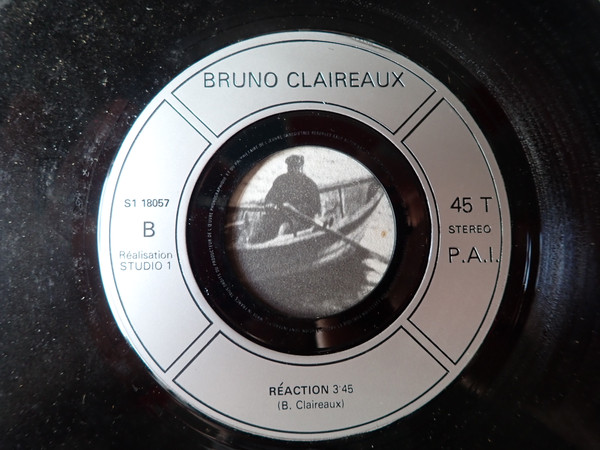 BRUNO CLAIREAUX
S1 18057
B
Réalisation
STUDIO 1
45 T
STEREO
P.A.I.
RÉACTION 3'45
(B. Claireaux)